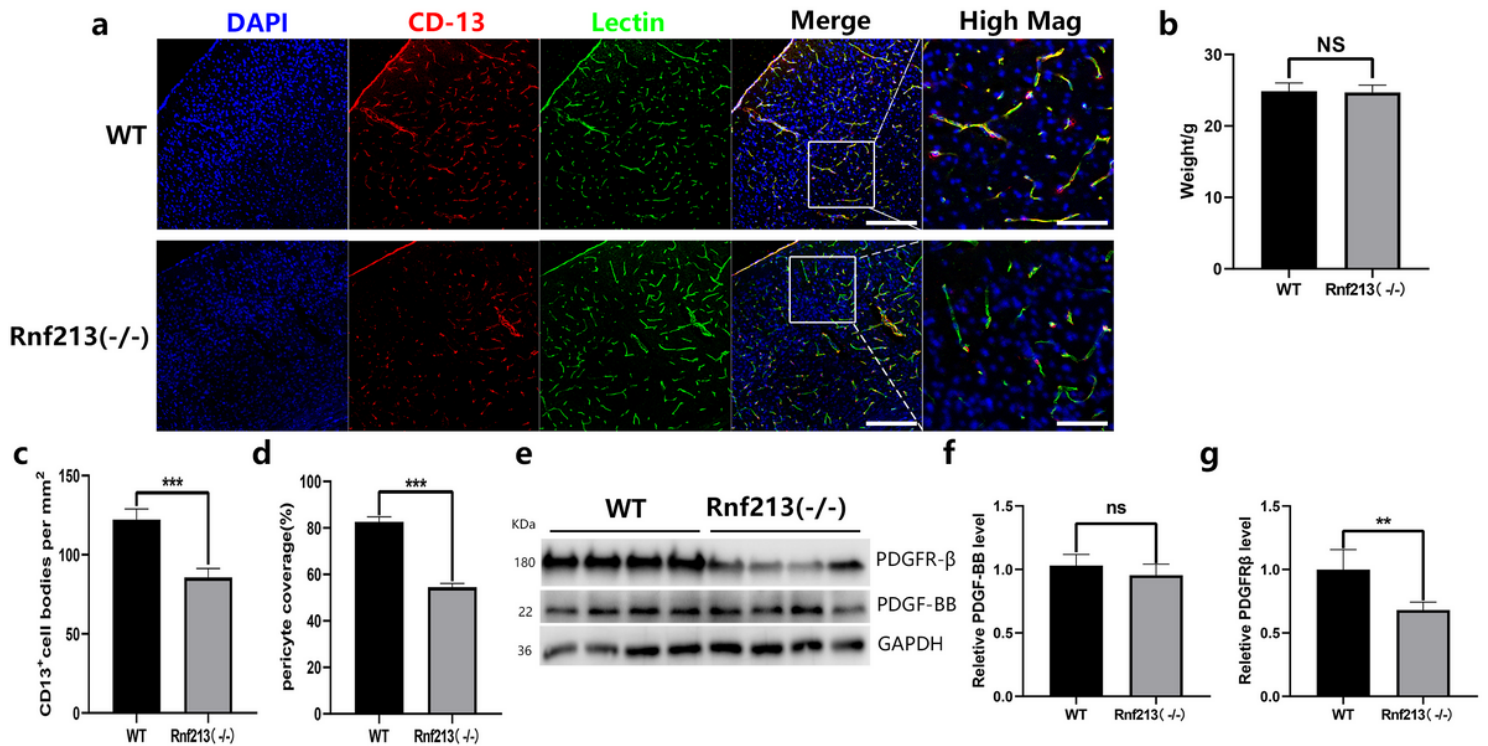 a
DAPI
CD-13
Lectin
Merge
High Mag
WT
Rnf213(-/-)
b
NS
30
20
10
0
Weight/g
WT
Rnf213( -/-)
c
***
150
100
50
0
CD13+ cell bodies per mm2
WT
Rnf213( -/-)
d
***
100
80
60
40
20
0
pericyte coverage(%)
WT
Rnf213( -/-)
e
WT
Rnf213(-/-)
KDa
180
PDGFR-β
22
PDGF-BB
36
GAPDH
f
ns
1.5
1.0
0.5
0.0
Reletive PDGF-BB level
WT
Rnf213( -/-)
g
**
1.5
1.0
0.5
0.0
Reletive PDGFRβ level
WT
Rnf213( -/-)